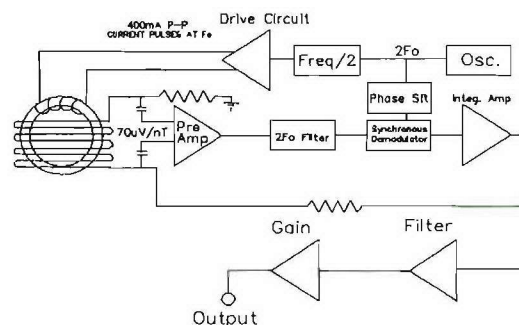 Drive Circuit
400mA P-P
CURRENT PULSES AT Fo
Freq/2
2Fo
Osc.
Phase Sft
Integ. Amp
70uV/nT
Pre
Amp
2Fo Filter
Synchronous
Demodulator
Gain
Filter
Output